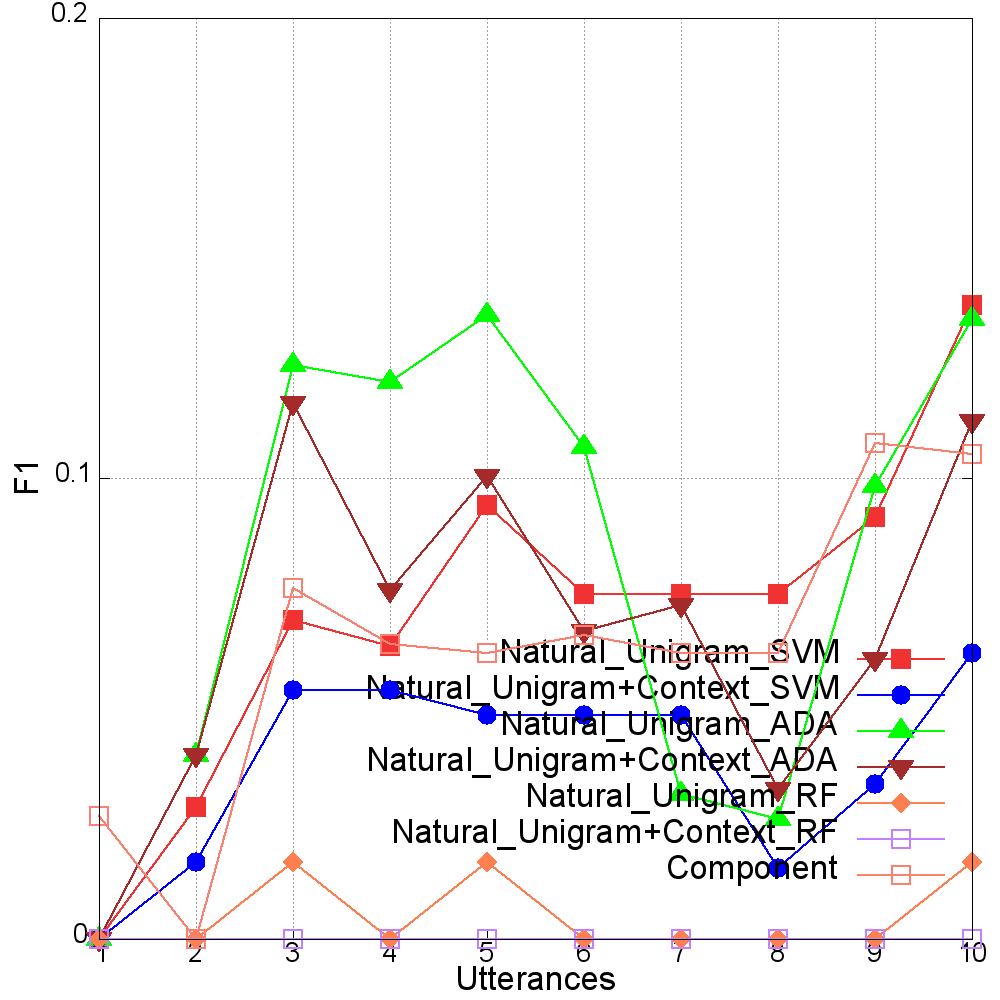 0.2
0.1
0
F1
Natural_Unigram_SVM
Natural_Unigram+Context_SVM
Natural_Unigram_ADA
Natural_Unigram+Context_ADA
Natural_Unigram_RF
Natural_Unigram+Context_RF
Component
1 2 3 4 5 6 7 8 9 10
Utterances